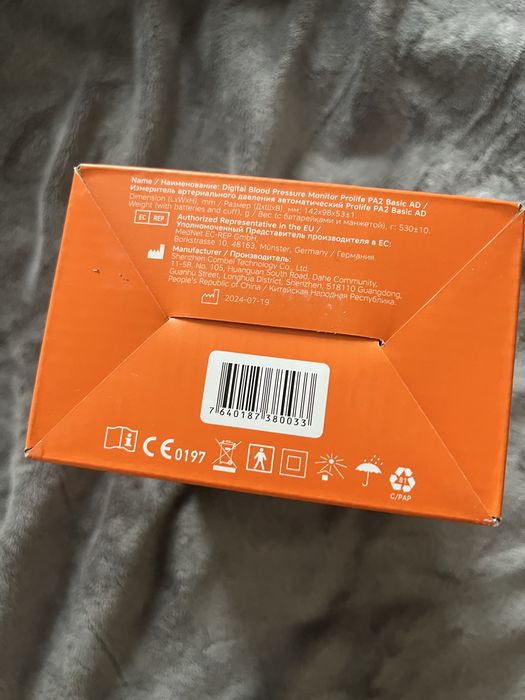 Name / Наименование: Digital Blood Pressure Monitor Prolife PA2 Basic AD /
Измеритель артериального давления автоматический Prolife PA2 Basic AD
Dimension (LxWxH), mm / Размер (ДхШхВ), мм: 142x98x53±1.
Weight (with batteries and cuff), g / Вес (с батарейками и манжетой), г: 530±10.
EC REP
Authorized Representative in the EU /
Уполномоченный Представитель производителя в ЕС:
MedNet EC-REP GmbH,
Borkstrasse 10, 48163, Münster, Germany / Германия.
Manufacturer / Производитель:
Shenzhen Combei Technology Co., Ltd.
11-5B, No. 105, Huanguan South Road, Dahe Community,
Guanhu Street, Longhua District, Shenzhen, 518110 Guangdong,
People's Republic of China / Китайская Народная Республика.
2024-07-19
7640187380033
CE 0197
81
C/PAP